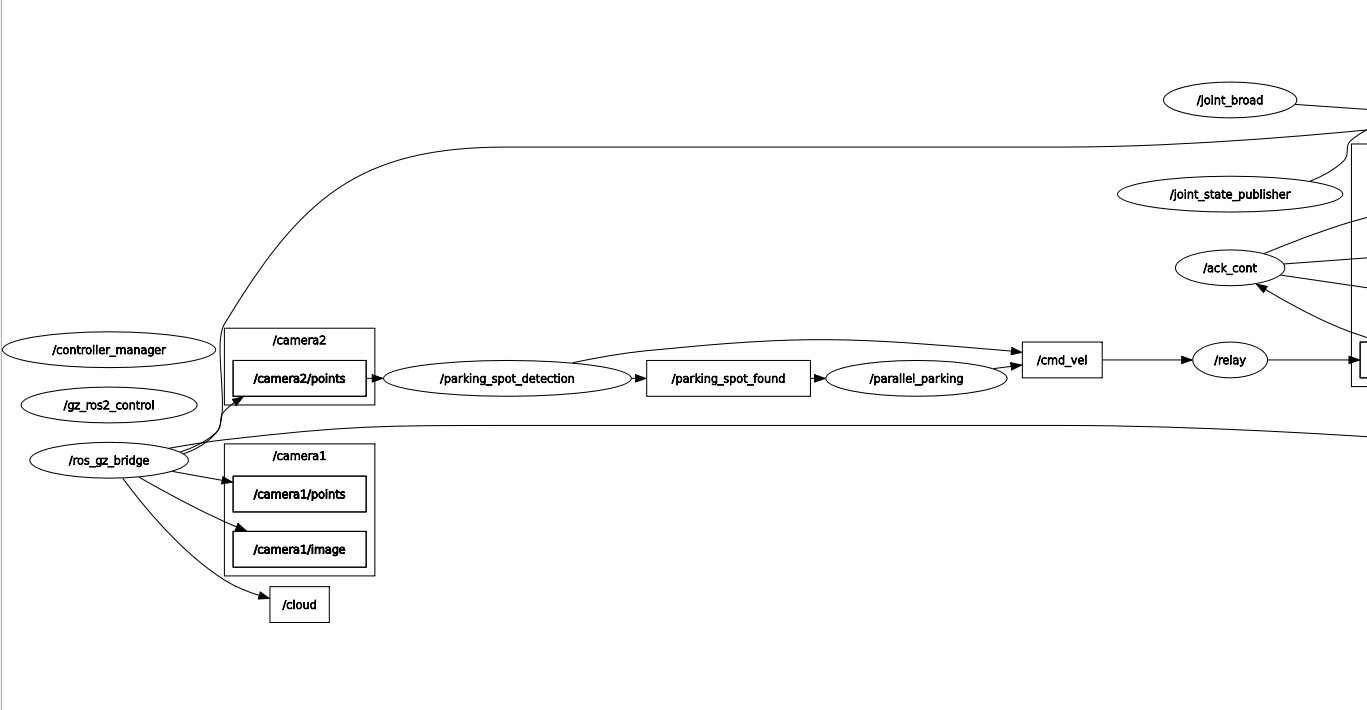 /joint_broad
/joint_state_publisher
/ack_cont
/controller_manager
/camera2
/camera2/points
/parking_spot_detection
/parking_spot_found
/parallel_parking
/cmd_vel
/relay
/gz_ros2_control
/ros_gz_bridge
/camera1
/camera1/points
/camera1/image
/cloud